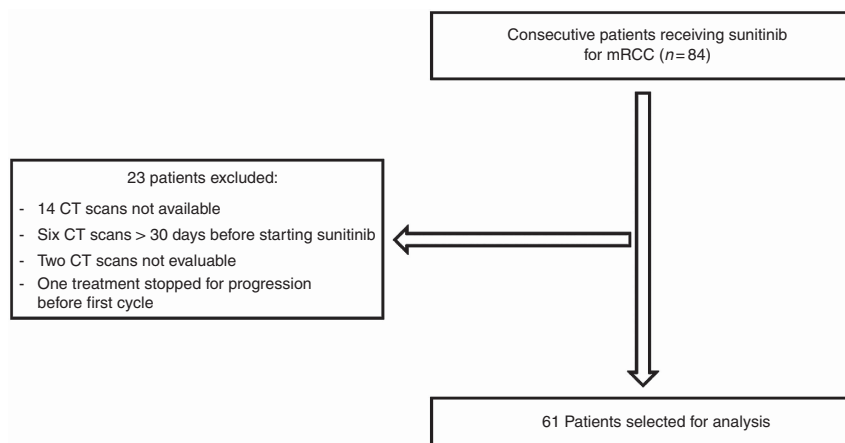 Consecutive patients receiving sunitinib
for mRCC (n=84)
23 patients excluded:
- 14 CT scans not available
- Six CT scans > 30 days before starting sunitinib
- Two CT scans not evaluable
- One treatment stopped for progression
before first cycle
61 Patients selected for analysis